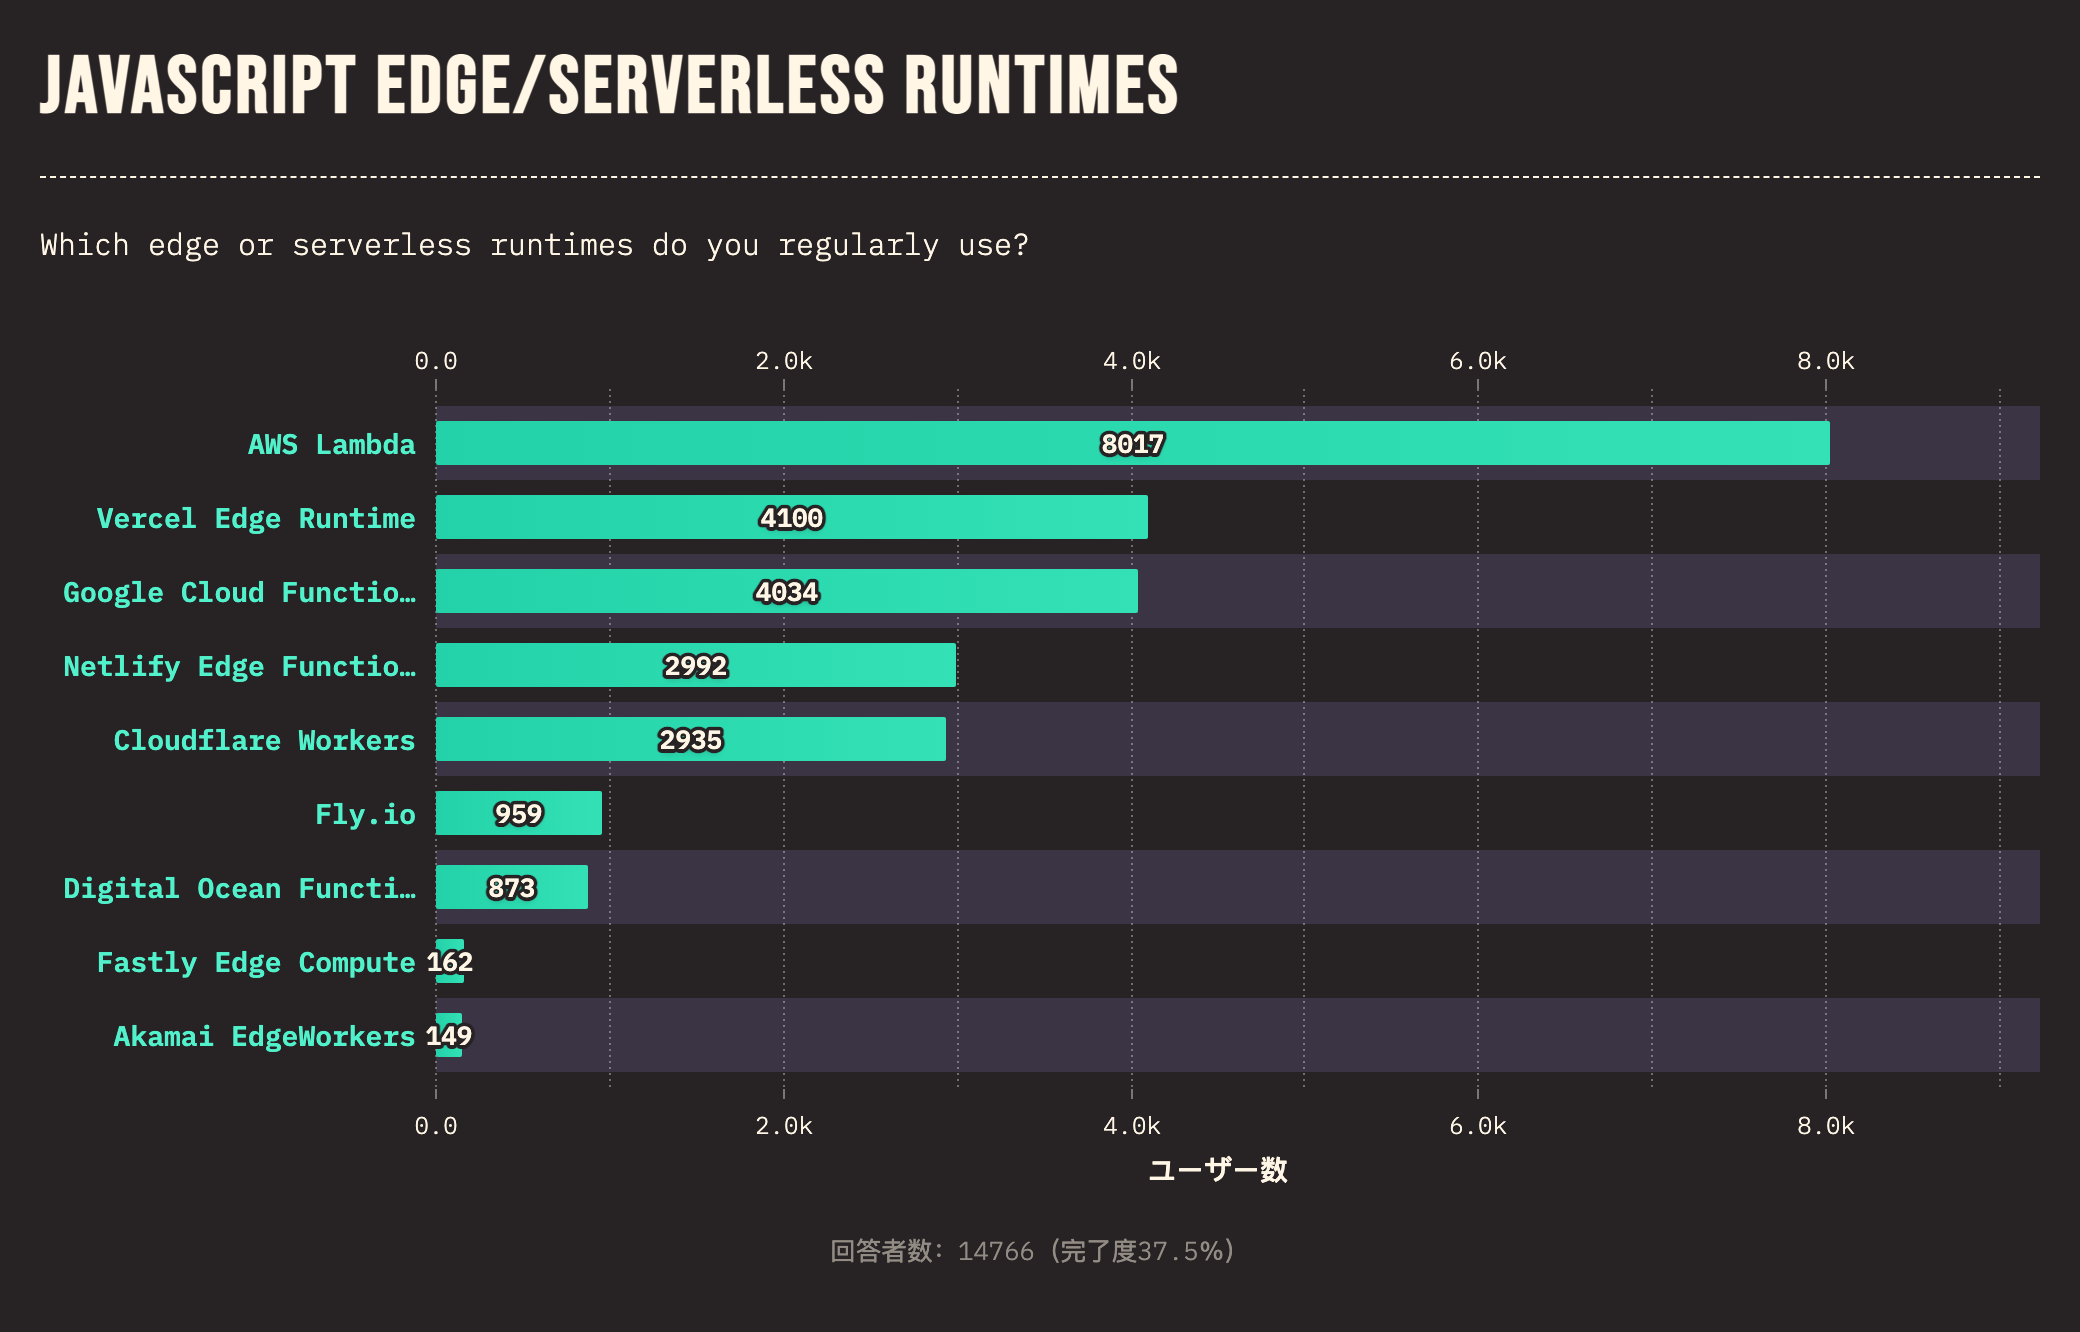 JAVASCRIPT EDGE/SERVERLESS RUNTIMES
Which edge or serverless runtimes do you regularly use?
0.0 2.0k 4.0k 6.0k 8.0k
AWS Lambda 8017
Vercel Edge Runtime 4100
Google Cloud Functio… 4034
Netlify Edge Functio… 2992
Cloudflare Workers 2935
Fly.io 959
Digital Ocean Functi… 873
Fastly Edge Compute 162
Akamai EdgeWorkers 149
0.0 2.0k 4.0k 6.0k 8.0k
ユーザー数
回答者数: 14766 (完了度37.5%)